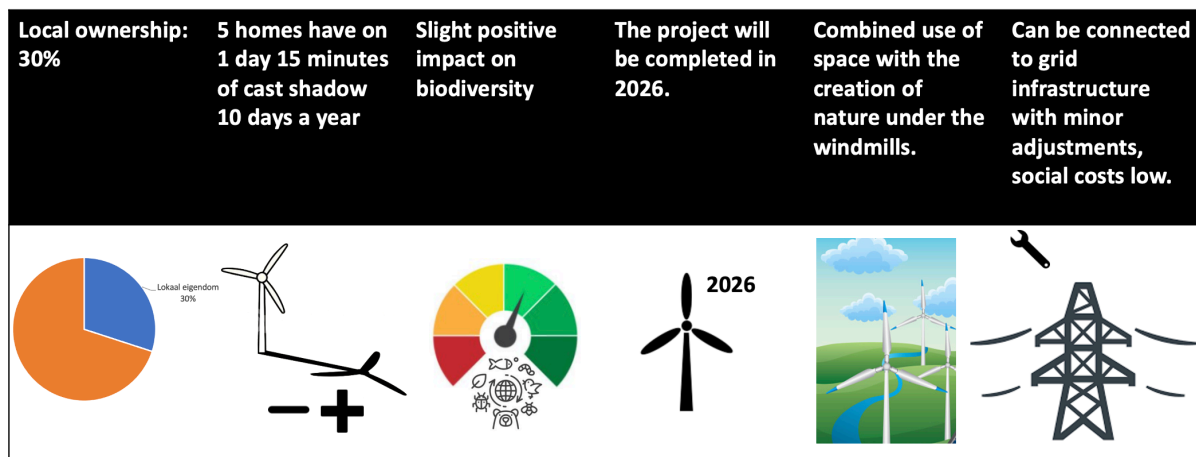 Local ownership:
30%
5 homes have on
1 day 15 minutes
of cast shadow
10 days a year
Slight positive
impact on
biodiversity
The project will
be completed in
2026.
Combined use of
space with the
creation of
nature under the
windmills.
Can be connected
to grid
infrastructure
with minor
adjustments,
social costs low.
Lokaal eigendom
30%
2026